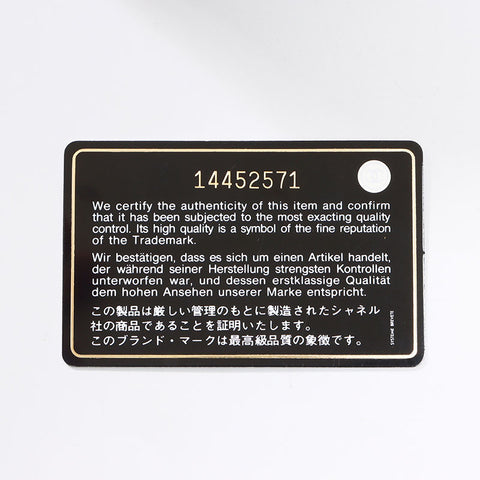 14452571
We certify the authenticity of this item and confirm
that it has been subjected to the most exacting quality
control. Its high quality is a symbol of the fine reputation
of the Trademark.
Wir bestätigen, dass es sich um einen Artikel handelt,
der während seiner Herstellung strengsten Kontrollen
unterworfen war, und dessen erstklassige Qualität
dem hohen Ansehen unserer Marke entspricht.
この製品は厳しい管理のもとに製造されたシャネル
社の商品であることを証明いたします。
このブランド・マークは最高級品質の象徴です。
SYSTEME BREVETE